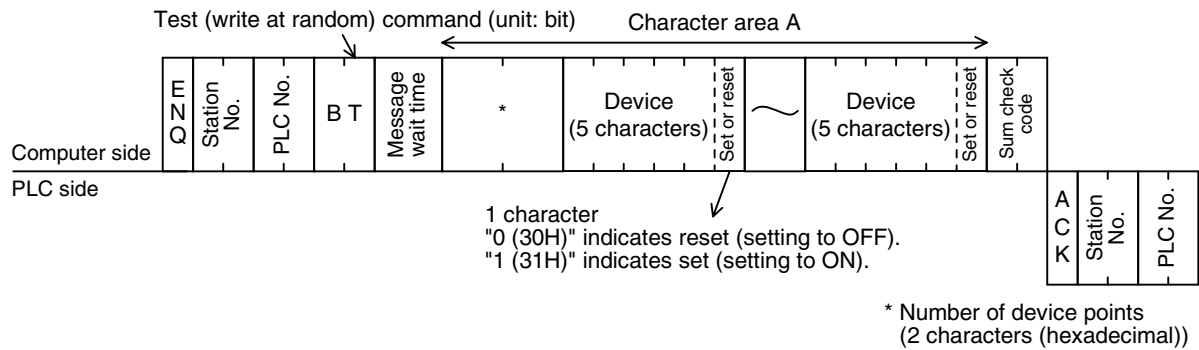 Test (write at random) command (unit: bit)
Character area A
ENQ
Station No.
PLC No.
B T
Message wait time
*
Device
(5 characters)
Set or reset
Device
(5 characters)
Set or reset
Sum check code
Computer side
PLC side
1 character
"0 (30H)" indicates reset (setting to OFF).
"1 (31H)" indicates set (setting to ON).
ACK
Station No.
PLC No.
* Number of device points
(2 characters (hexadecimal))